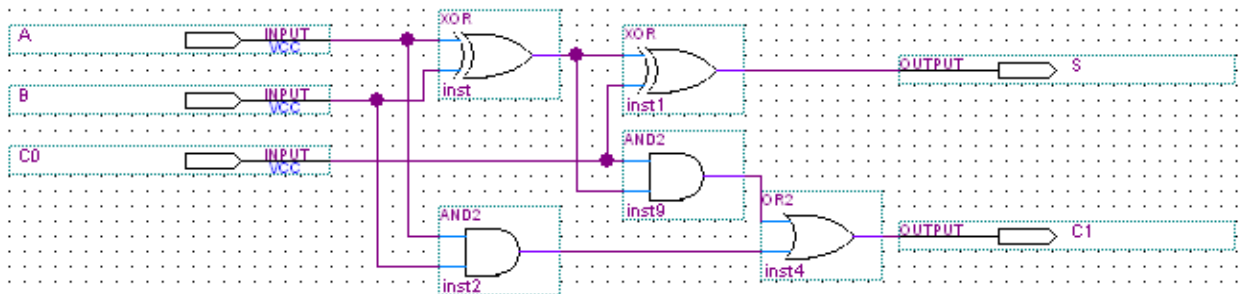 XOR
XOR
A
INPUT
VCC
OUTPUT
S
B
INPUT
VCC
inst
inst1
AND2
C0
INPUT
VCC
OR2
AND2
inst9
OUTPUT
C1
inst4
inst2